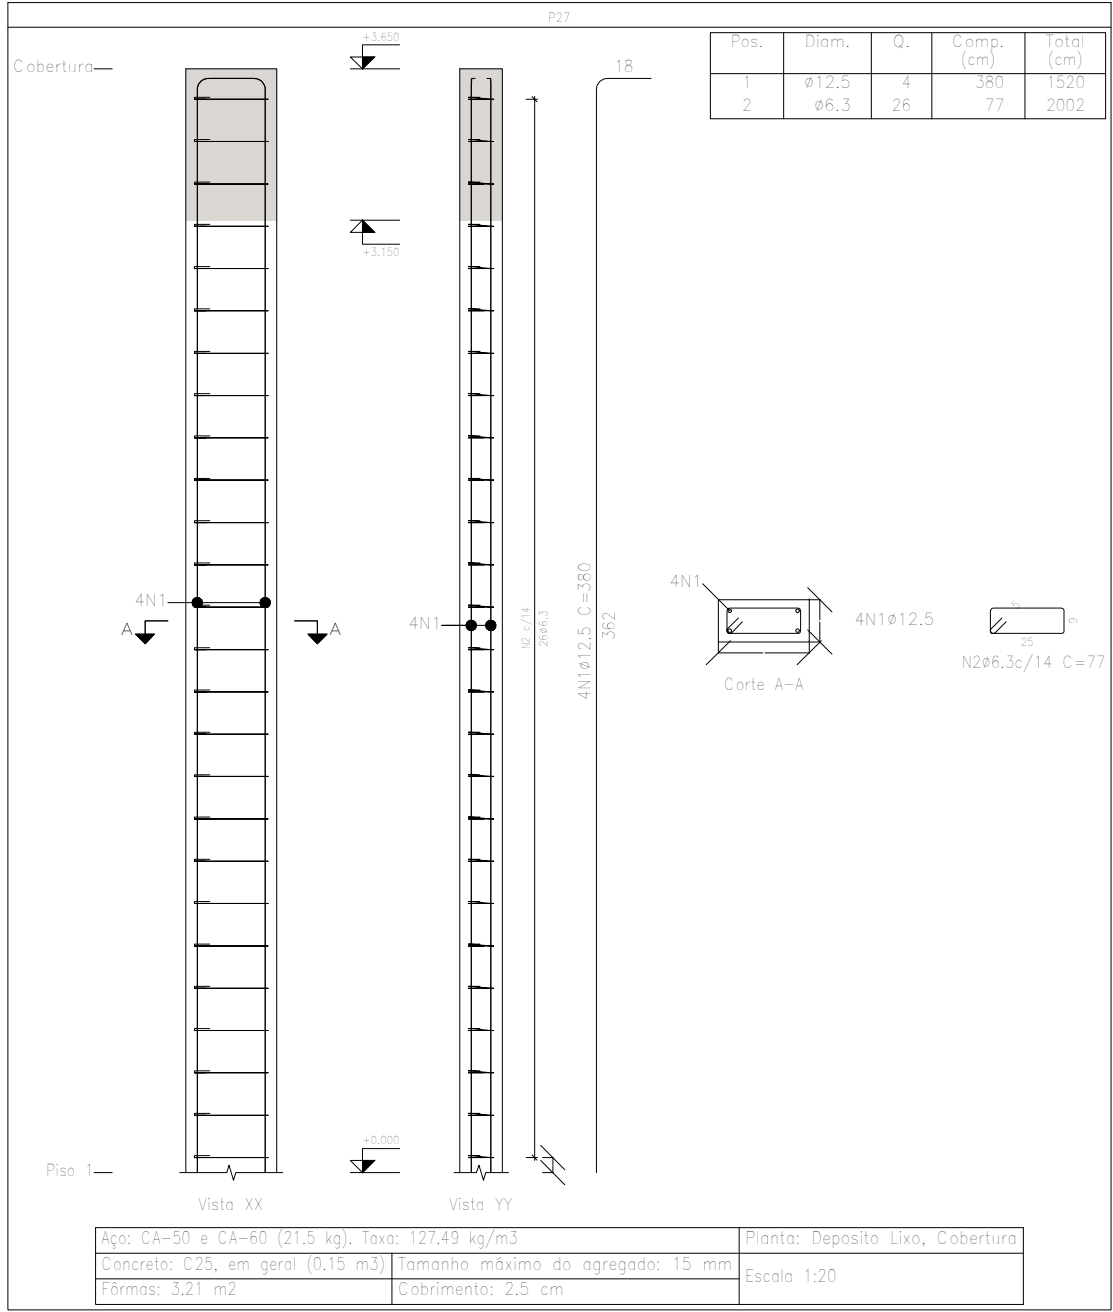 P27
Cobertura
+3.650
18
Pos. Diam. Q. Comp. (cm) Total (cm)
1 ø12.5 4 380 1520
2 ø6.3 26 77 2002
+3.150
4N1
A A
4N1
N2 c/14
26ø6.3
4N1ø12.5 C=380
362
4N1
4N1ø12.5
Corte A-A
5
9
25
N2ø6.3c/14 C=77
+0.000
Piso 1
Vista XX
Vista YY
Aço: CA-50 e CA-60 (21.5 kg). Taxa: 127.49 kg/m3
Planta: Deposito Lixo, Cobertura
Concreto: C25, em geral (0.15 m3)
Tamanho máximo do agregado: 15 mm
Escala 1:20
Fôrmas: 3.21 m2
Cobrimento: 2.5 cm